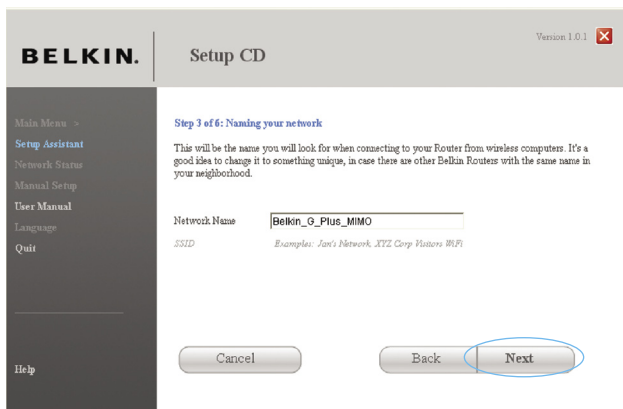 BELKIN.
Setup CD
Version 1.0.1
Main Menu >
Setup Assistant
Network Status
Manual Setup
User Manual
Language
Quit
Help
Step 3 of 6: Naming your network
This will be the name you will look for when connecting to your Router from wireless computers. It's a
good idea to change it to something unique, in case there are other Belkin Routers with the same name in
your neighborhood.
Network Name
Belkin_G_Plus_MIMO
SSID
Examples: Jan's Network, XYZ Corp Visitors WiFi
Cancel
Back
Next